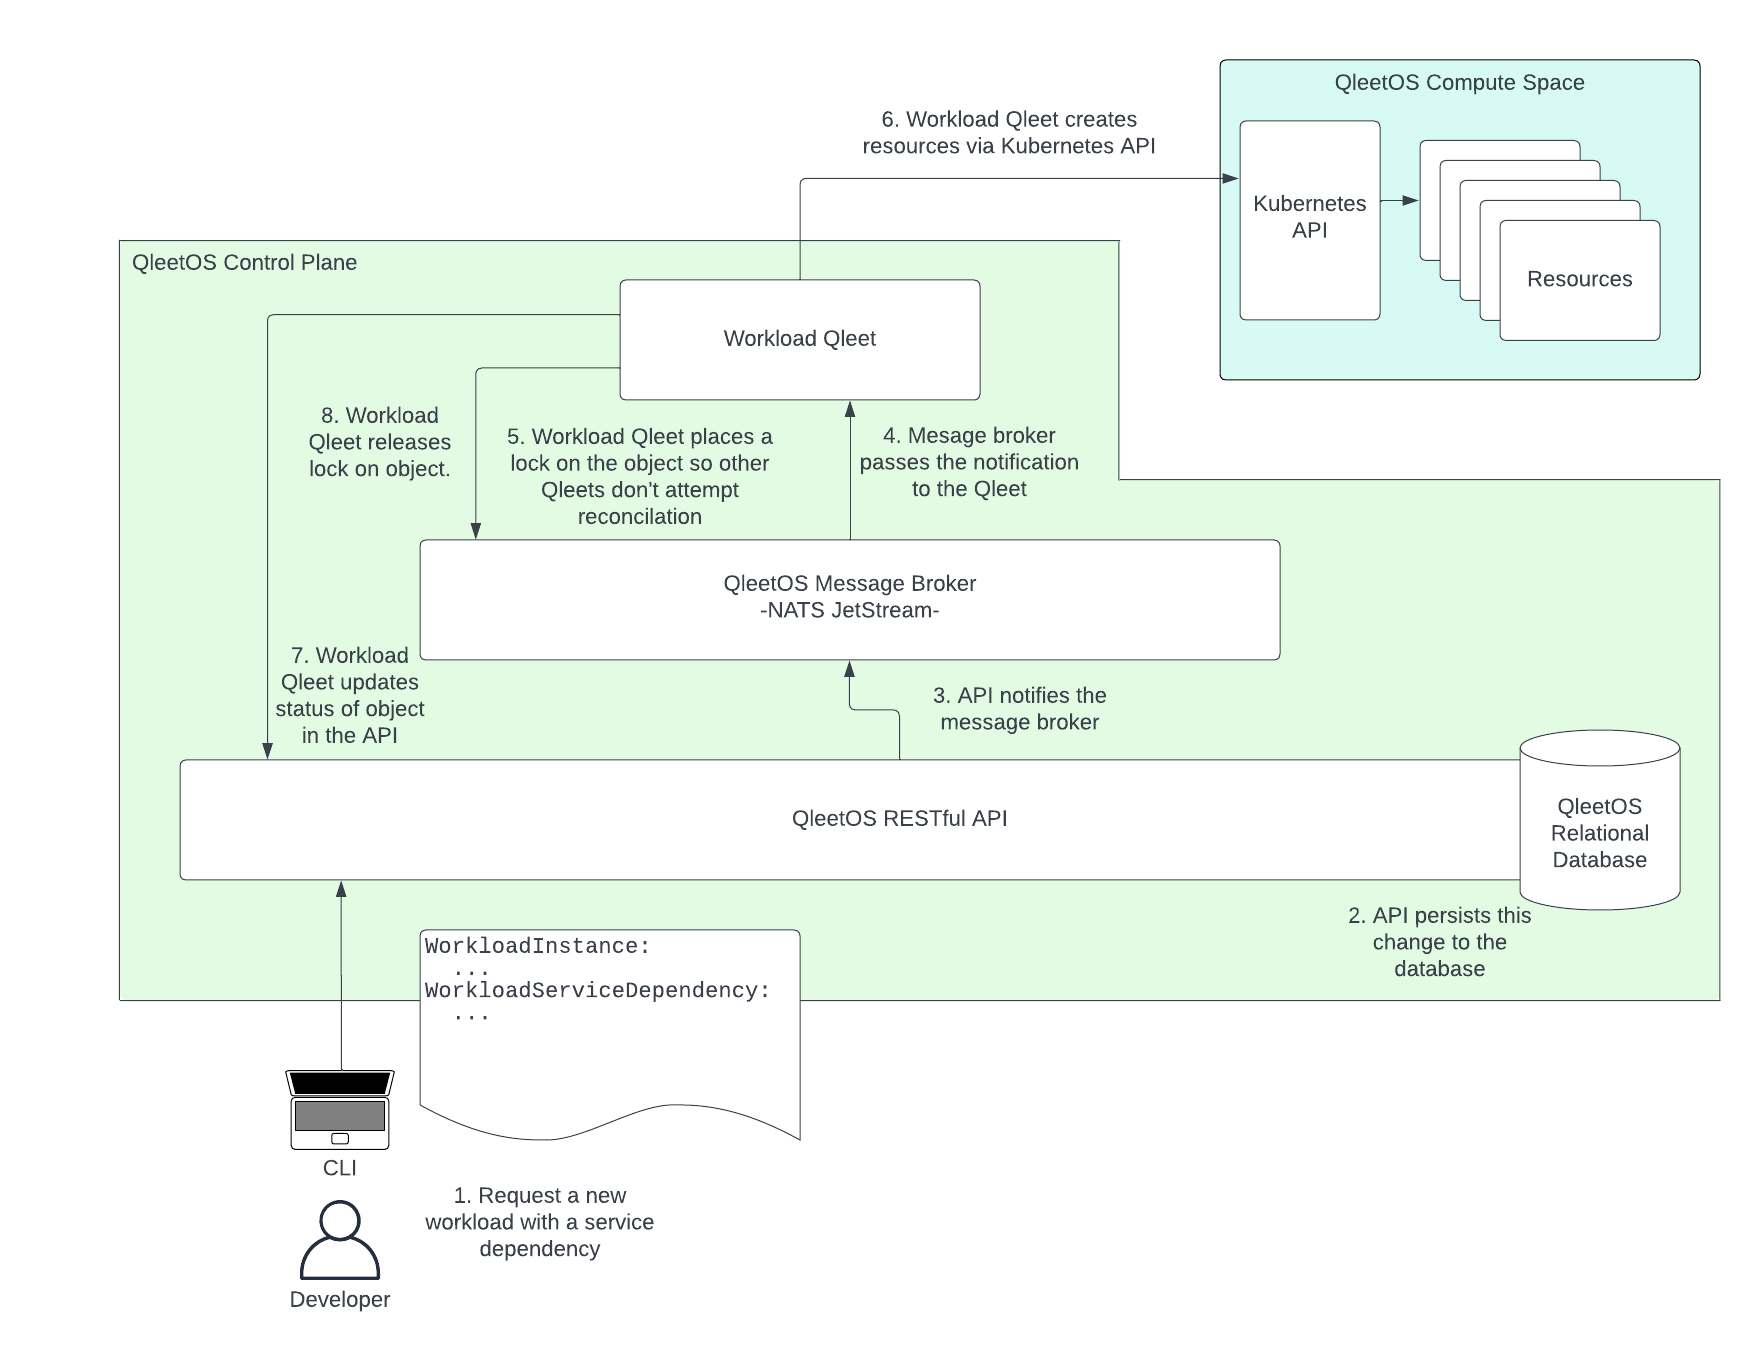 QleetOS Compute Space
6. Workload Qleet creates
resources via Kubernetes API
Kubernetes
API
Resources
QleetOS Control Plane
Workload Qleet
8. Workload
Qleet releases
lock on object.
5. Workload Qleet places a
lock on the object so other
Qleets don't attempt
reconcilation
4. Mesage broker
passes the notification
to the Qleet
QleetOS Message Broker
-NATS JetStream-
7. Workload
Qleet updates
status of object
in the API
3. API notifies the
message broker
QleetOS RESTful API
QleetOS
Relational
Database
2. API persists this
change to the
database
WorkloadInstance:
...
WorkloadServiceDependency:
...
CLI
1. Request a new
workload with a service
dependency
Developer